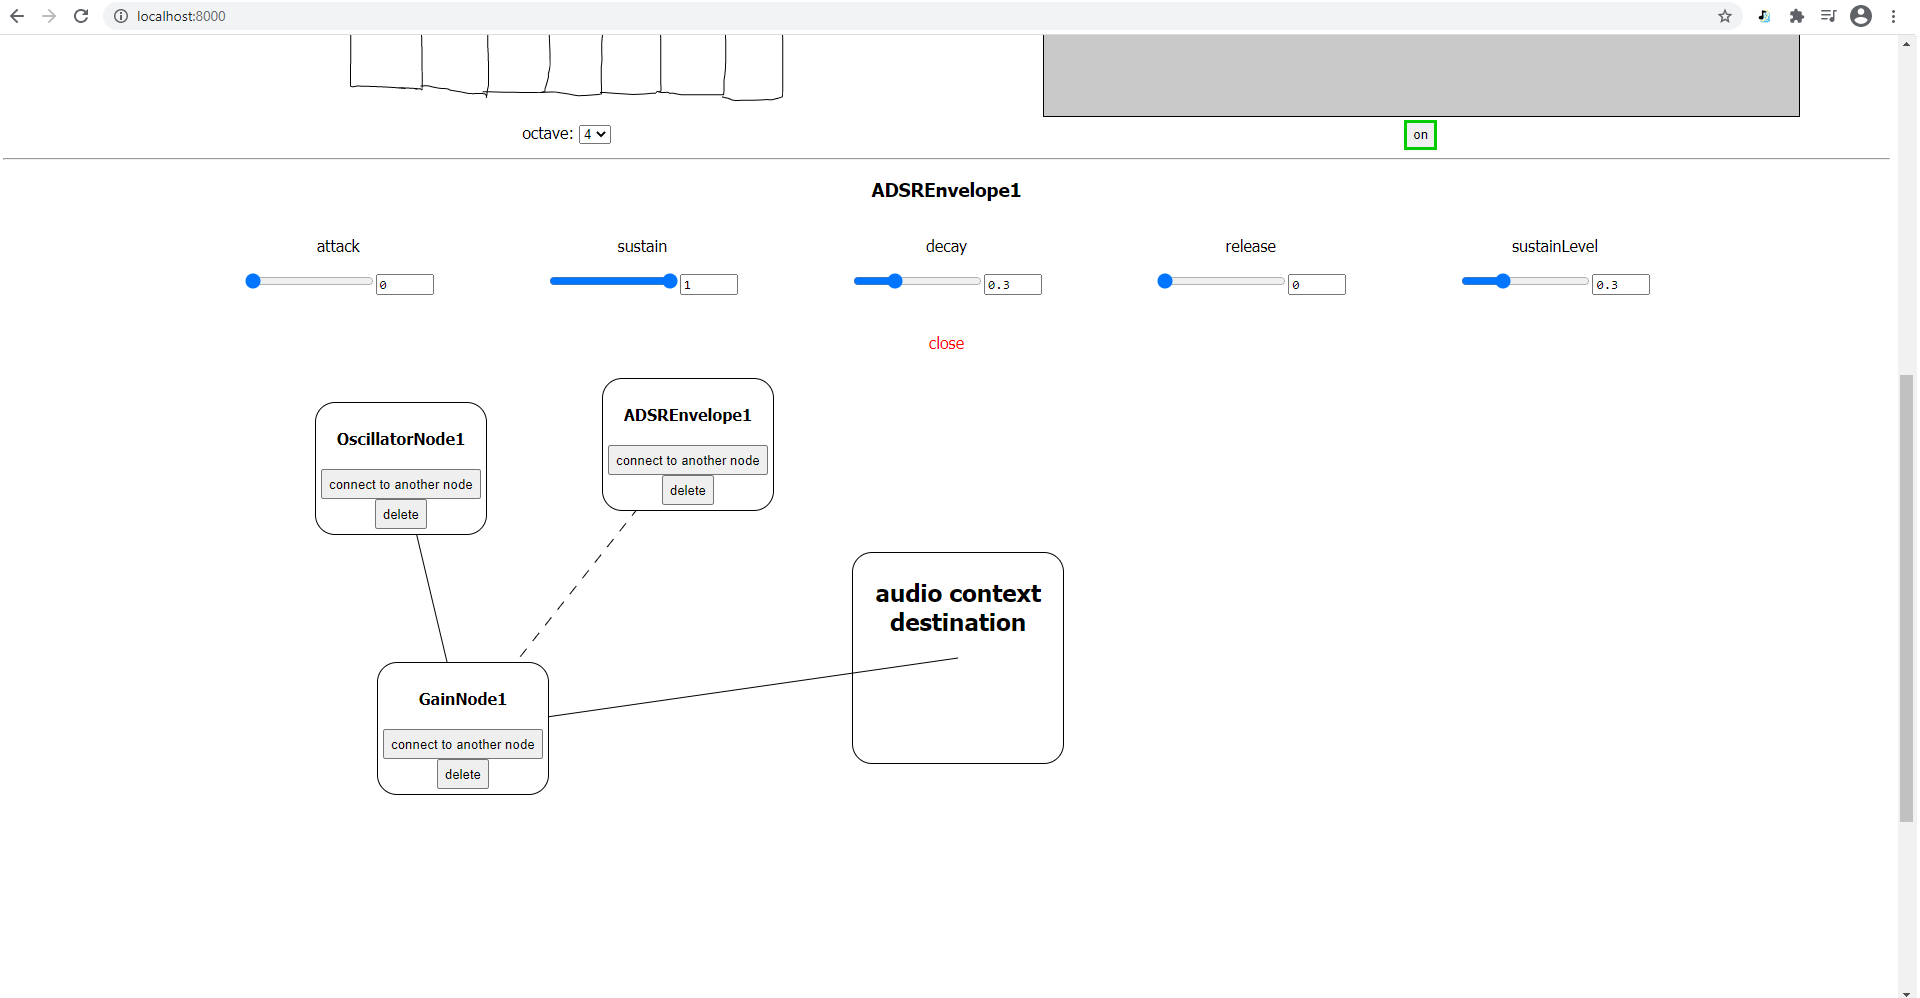 localhost:8000
octave: 4
on
ADSREnvelope1
attack sustain decay release sustainLevel
0 1 0.3 0 0.3
close
ADSREnvelope1
connect to another node
delete
OscillatorNode1
connect to another node
delete
audio context
destination
GainNode1
connect to another node
delete